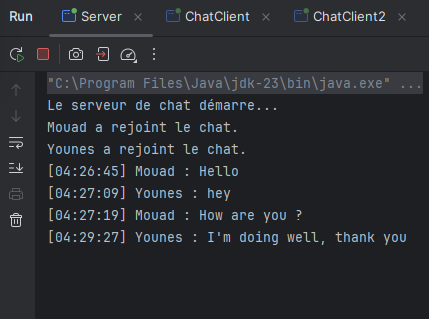 Run Server ChatClient ChatClient2
"C:\Program Files\Java\jdk-23\bin\java.exe" ...
Le serveur de chat démarre...
Mouad a rejoint le chat.
Younes a rejoint le chat.
[04:26:45] Mouad : Hello
[04:27:09] Younes : hey
[04:27:19] Mouad : How are you ?
[04:29:27] Younes : I'm doing well, thank you